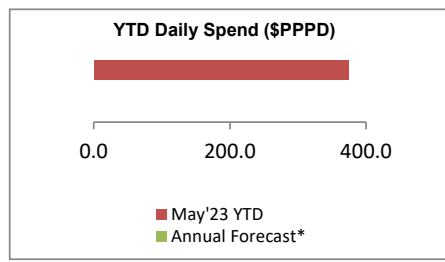 YTD Daily Spend ($PPPD)
0.0 200.0 400.0
May'23 YTD
Annual Forecast*